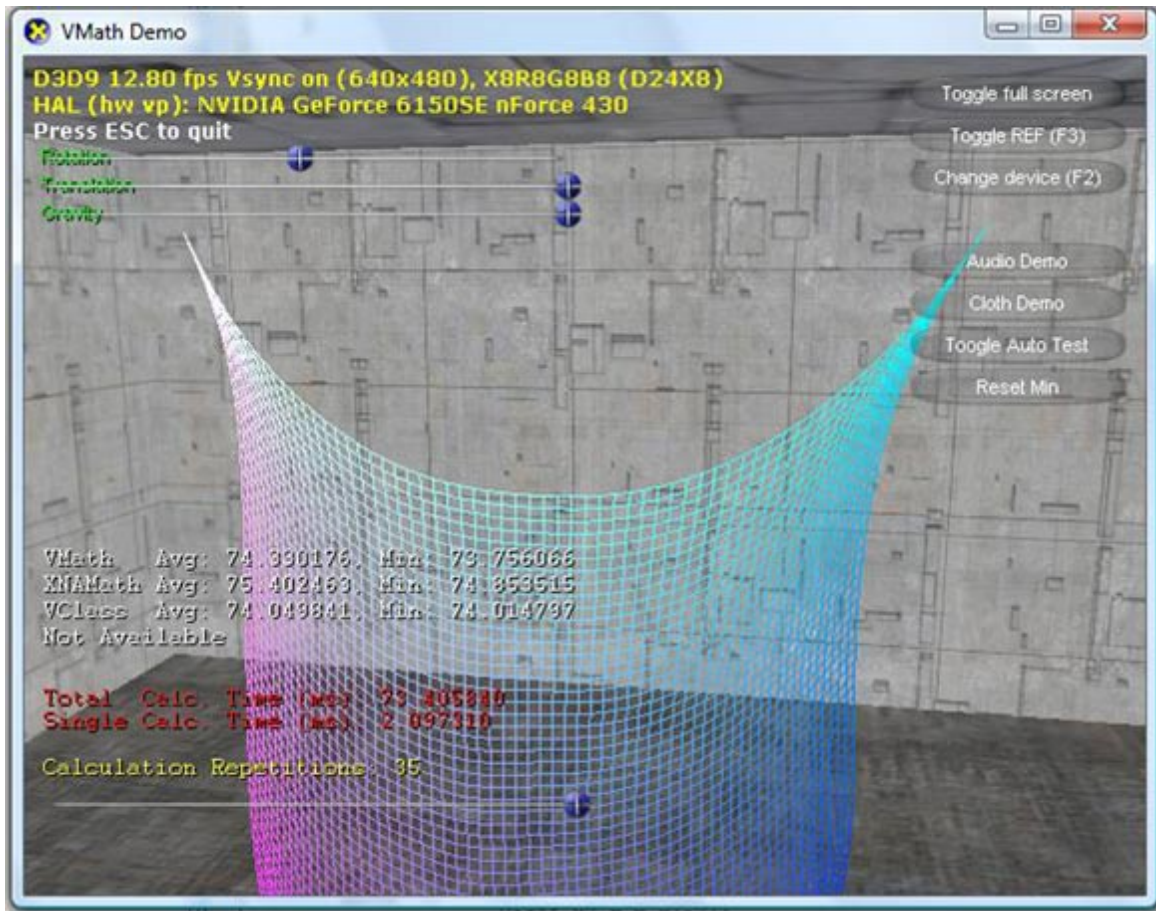 VMath Demo
D3D9 12.80 fps Vsync on (640x480), X8R8G8B8 (D24X8)
HAL (hw vp): NVIDIA GeForce 6150SE nForce 430
Press ESC to quit
Rotation
Translation
Gravity
Toggle full screen
Toggle REF (F3)
Change device (F2)
Audio Demo
Cloth Demo
Toogle Auto Test
Reset Min
VMath Avg: 74.390176, Min: 73.756066
XNAMath Avg: 75.402463, Min: 74.853515
VClass Avg: 74.049841, Min: 74.014797
Not Available
Total Calc. Time (ms) 73.405840
Single Calc. Time (ms) 2.097310
Calculation Repetitions: 35